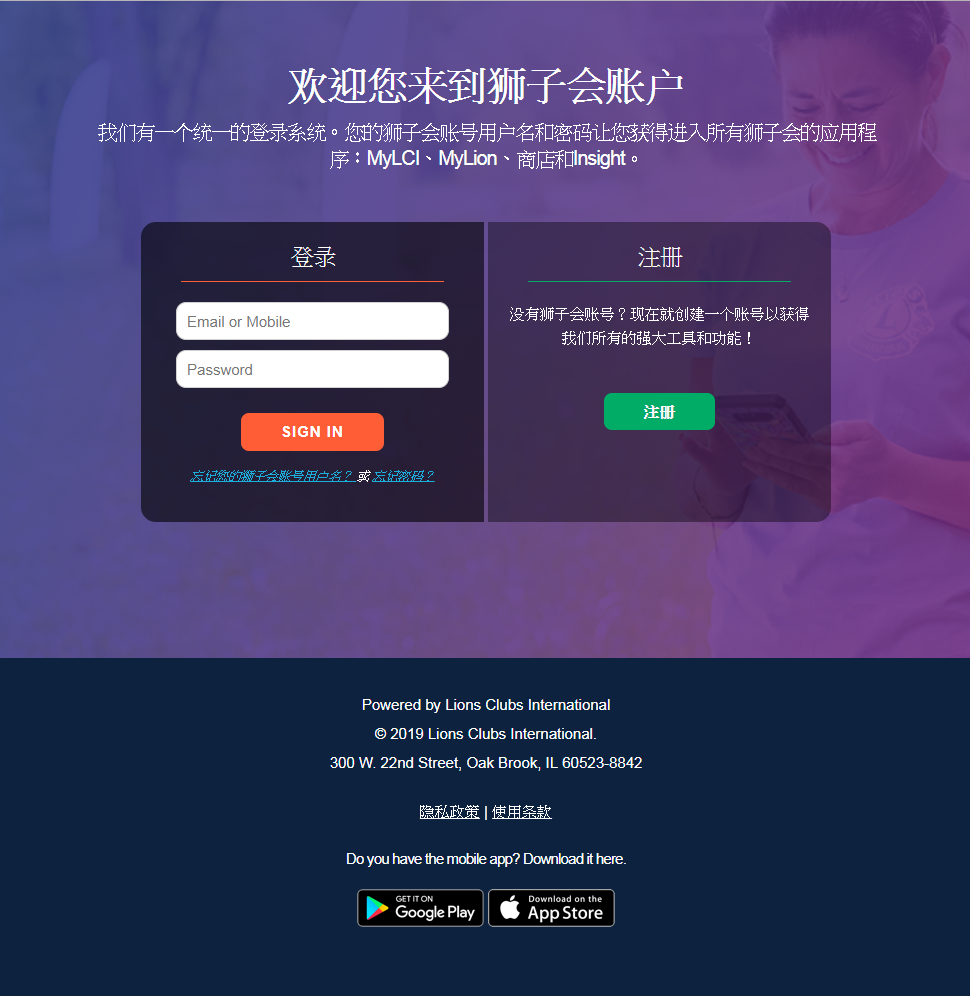 欢迎您来到狮子会账户
我们有一个统一的登录系统。您的狮子会账号用户名和密码让您获得进入所有狮子会的应用程
序：MyLCI、MyLion、商店和Insight。
登录
Email or Mobile
Password
SIGN IN
忘记您的狮子会账号用户名？ 或 忘记密码？
注册
没有狮子会账号？现在就创建一个账号以获得
我们所有的强大工具和功能！
注册
Powered by Lions Clubs International
© 2019 Lions Clubs International.
300 W. 22nd Street, Oak Brook, IL 60523-8842
隐私政策 | 使用条款
Do you have the mobile app? Download it here.
GET IT ON
Google Play
Download on the
App Store